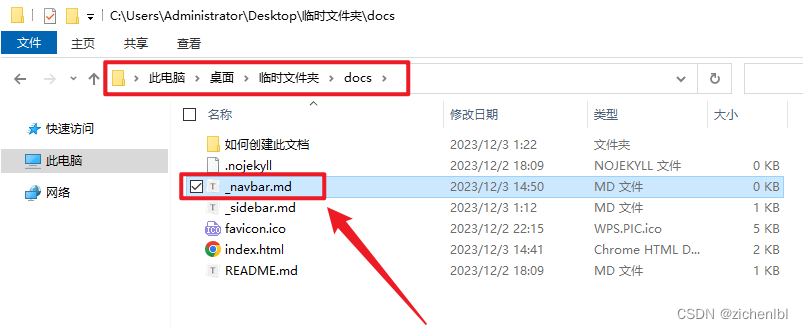 C:\Users\Administrator\Desktop\临时文件夹\docs
文件 主页 共享 查看
此电脑 桌面 临时文件夹 docs
名称 修改日期 类型 大小
快速访问
此电脑
网络
如何创建此文档 2023/12/3 1:22 文件夹
.nojekyll 2023/12/2 18:09 NOJEKYLL 文件 0 KB
_navbar.md 2023/12/3 14:50 MD 文件 0 KB
_sidebar.md 2023/12/3 1:12 MD 文件 1 KB
favicon.ico 2023/12/2 22:15 WPS.PIC.ico 5 KB
index.html 2023/12/3 14:41 Chrome HTML D... 2 KB
README.md 2023/12/2 18:09 MD 文件 1 KB
CSDN @zichenlbl